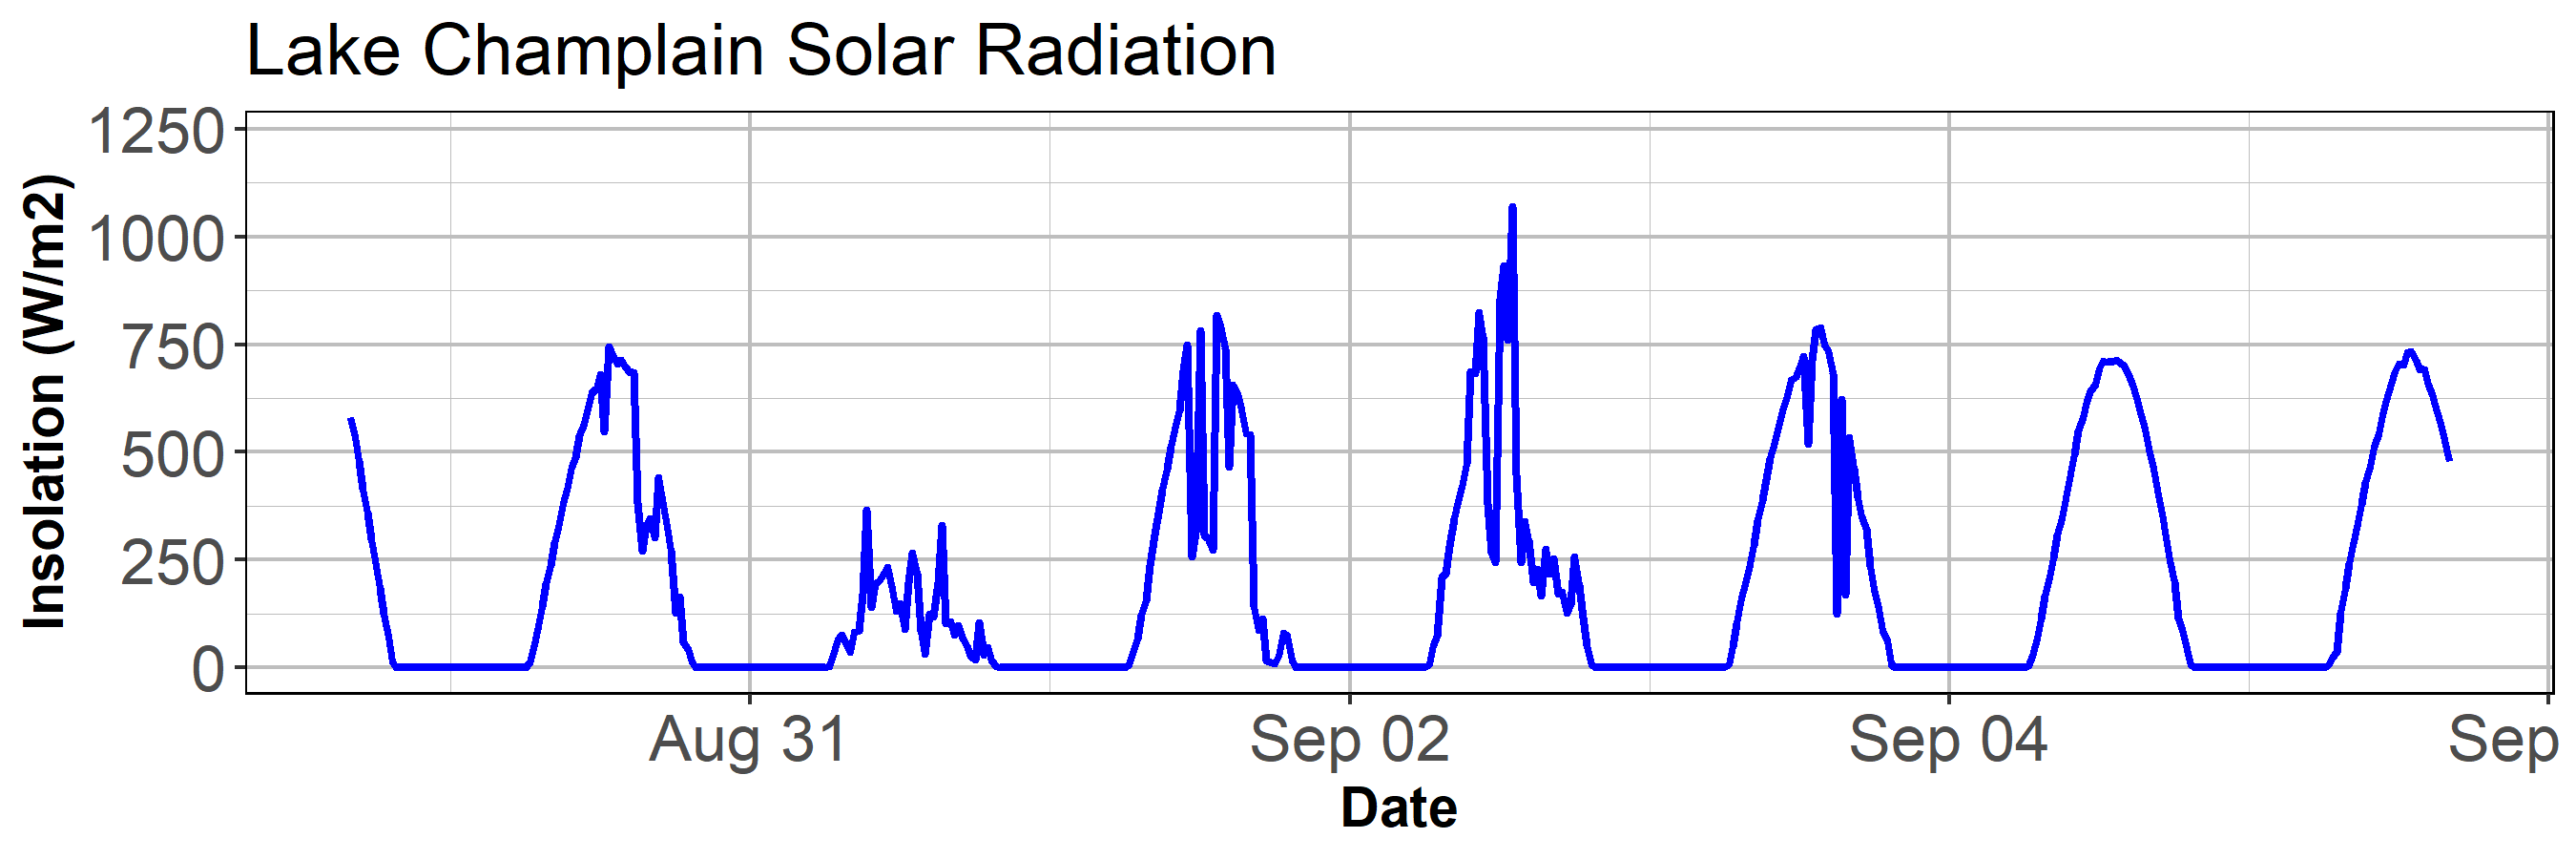 Lake Champlain Solar Radiation
1250
1000
750
500
250
0
Insolation (W/m2)
Aug 31
Sep 02
Sep 04
Sep
Date